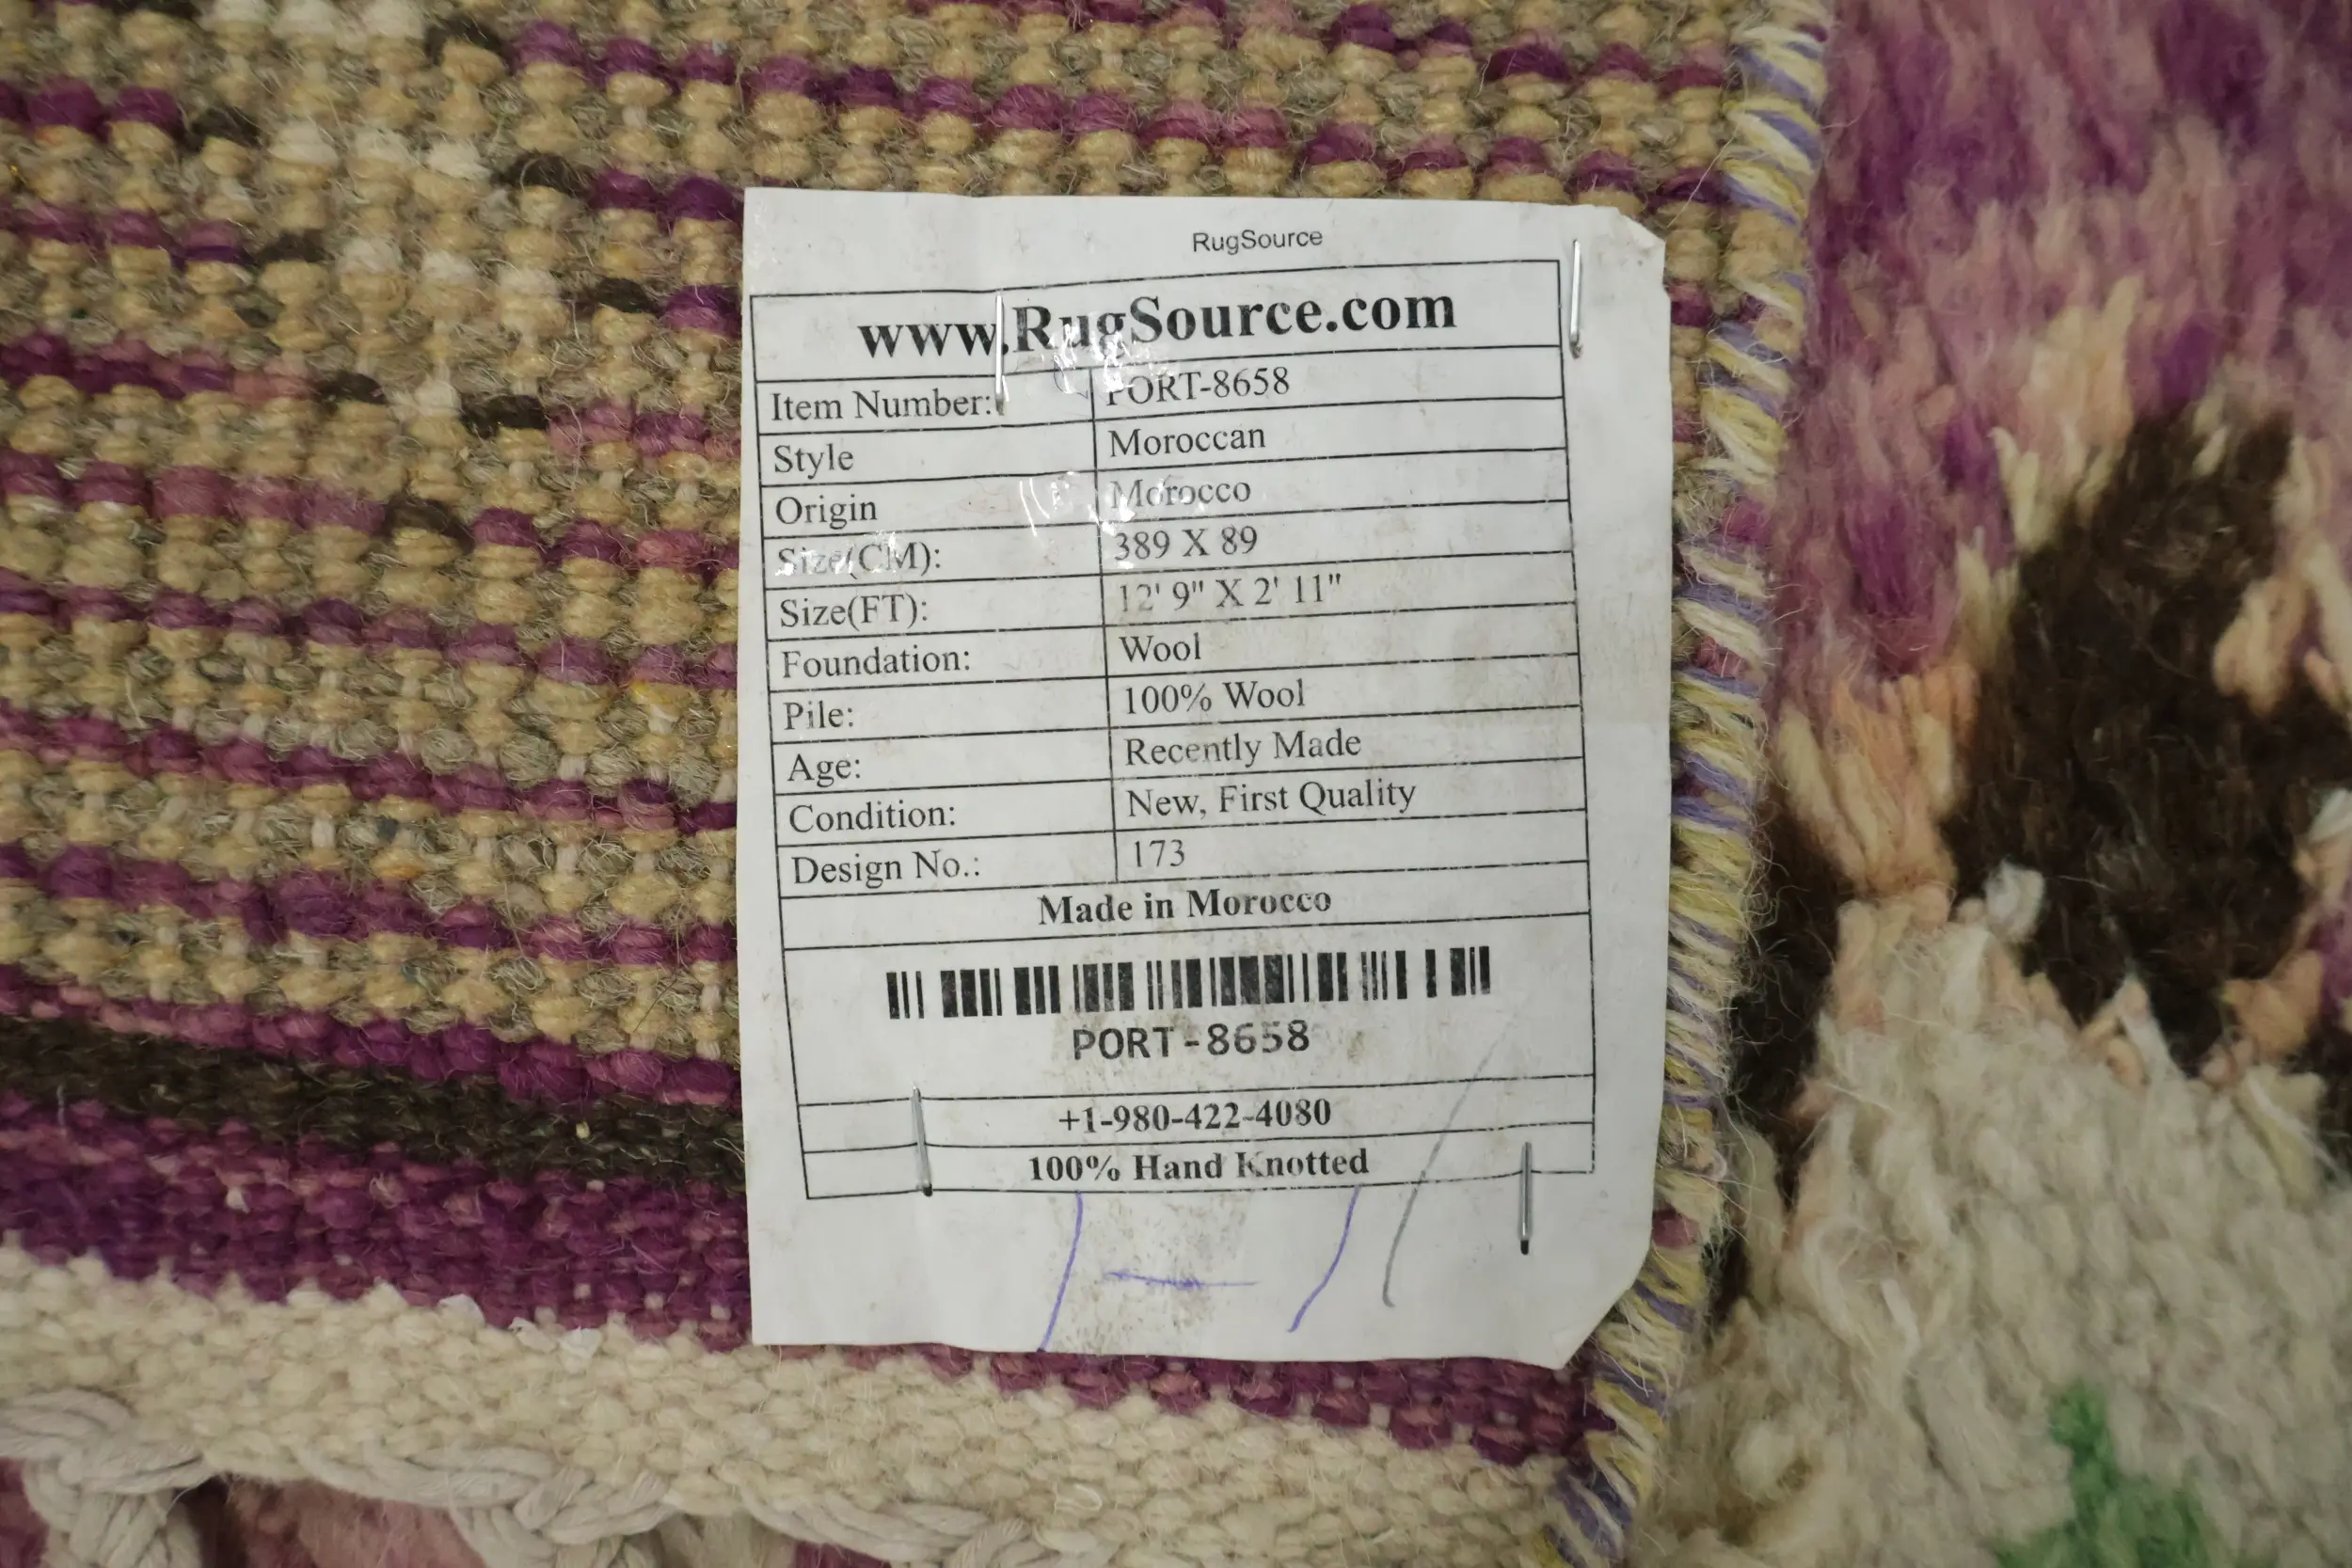 RugSource
www.RugSource.com
Item Number: PORT-8658
Style Moroccan
Origin Morocco
Size(CM): 389 X 89
Size(FT): 12' 9" X 2' 11"
Foundation: Wool
Pile: 100% Wool
Age: Recently Made
Condition: New, First Quality
Design No.: 173
Made in Morocco
PORT-8658
+1-980-422-4080
100% Hand Knotted